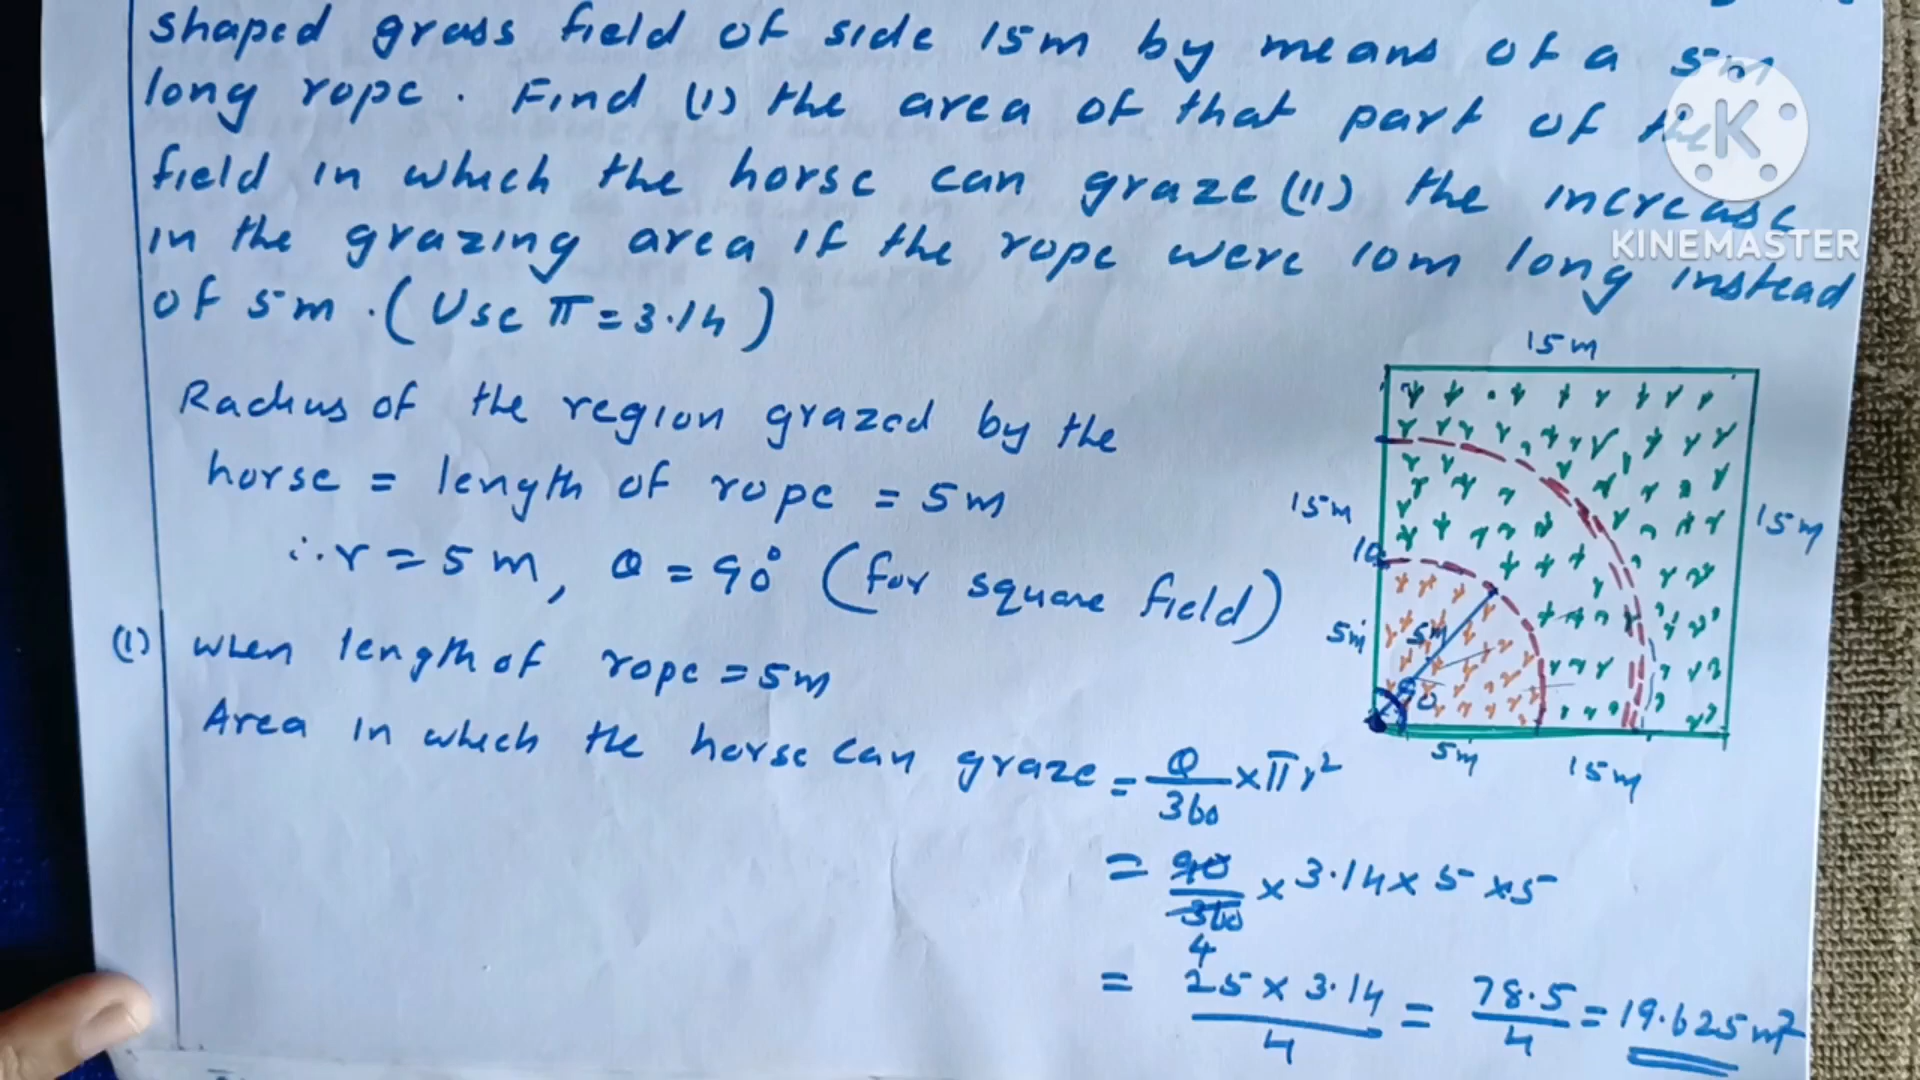 shaped grass field of side 15m by means of a 5m
long rope. Find (i) the area of that part of the
field in which the horse can graze (ii) the increase
in the grazing area if the rope were 10m long instead
of 5m. (Use π = 3.14)
Radius of the region grazed by the
horse = length of rope = 5m
∴ r = 5m, θ = 90° (for square field)
(i) when length of rope = 5m
Area in which the horse can graze = θ/360 × πr²
= 90/360 × 3.14 × 5 × 5
4
= 25 × 3.14/4 = 78.5/4 = 19.625 m²
15m
15m
15m
10
5m
5m
90
5m
15m
K
KINEMASTER